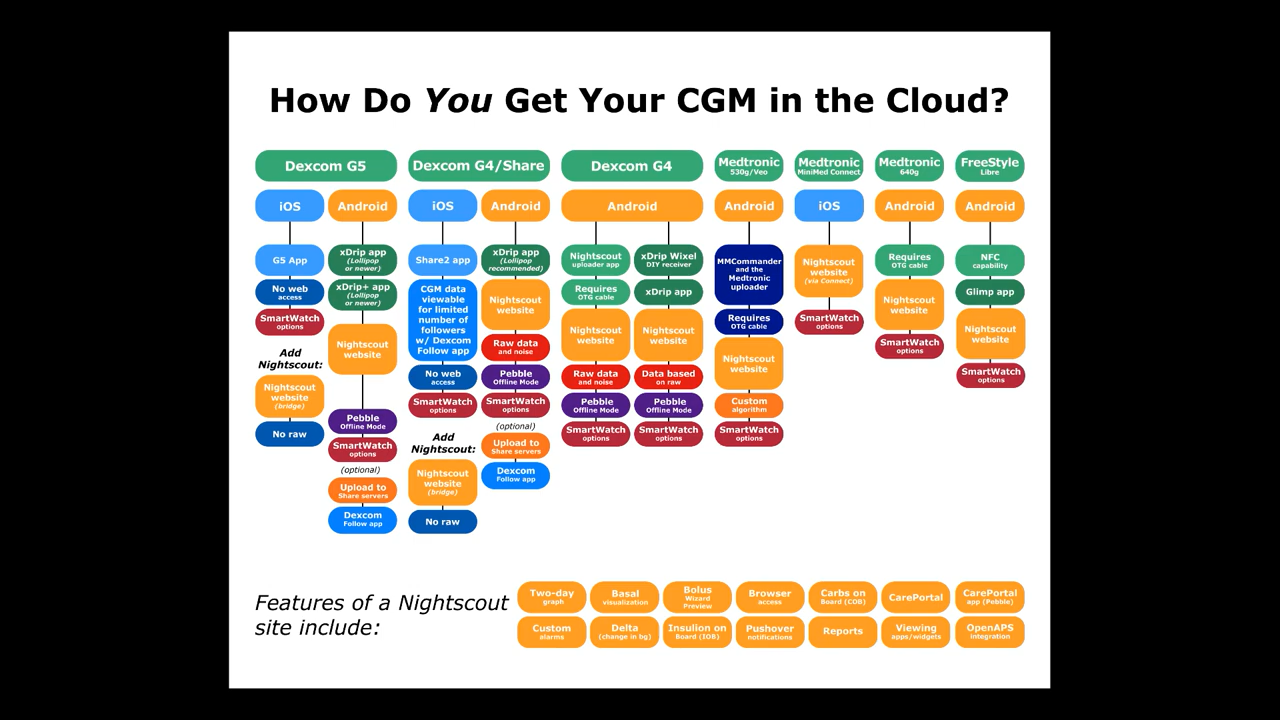 How Do You Get Your CGM in the Cloud?
Dexcom G5
iOS
G5 App
No web
access
SmartWatch
options
Add
Nightscout:
Nightscout
website
(bridge)
No raw
Android
xDrip app
(Lollipop
or newer)
xDrip+ app
(Lollipop
or newer)
Nightscout
website
Pebble
Offline Mode
SmartWatch
options
(optional)
Upload to
Share servers
Dexcom
Follow app
Dexcom G4/Share
iOS
Share2 app
CGM data
viewable
for limited
number of
followers
w/ Dexcom
Follow app
No web
access
SmartWatch
options
Add
Nightscout:
Nightscout
website
(bridge)
No raw
Android
xDrip app
(Lollipop
recommended)
Nightscout
website
Raw data
and noise
Pebble
Offline Mode
SmartWatch
options
(optional)
Upload to
Share servers
Dexcom
Follow app
Dexcom G4
Android
Nightscout
uploader app
Requires
OTG cable
Nightscout
website
Raw data
and noise
Pebble
Offline Mode
SmartWatch
options
xDrip Wixel
DIY receiver
xDrip app
Nightscout
website
Data based
on raw
Pebble
Offline Mode
SmartWatch
options
Medtronic
530g/Veo
Android
MMCommander
and the
Medtronic
uploader
Requires
OTG cable
Nightscout
website
Custom
algorithm
SmartWatch
options
Medtronic
MiniMed Connect
iOS
Nightscout
website
(via Connect)
SmartWatch
options
Medtronic
640g
Android
Requires
OTG cable
Nightscout
website
SmartWatch
options
FreeStyle
Libre
Android
NFC
capability
Glimp app
Nightscout
website
SmartWatch
options
Features of a Nightscout
site include:
Two-day
graph
Basal
visualization
Bolus
Wizard
Preview
Browser
access
Carbs on
Board (COB)
CarePortal
CarePortal
app (Pebble)
Custom
alarms
Delta
(change in bg)
Insulion on
Board (IOB)
Pushover
notifications
Reports
Viewing
apps/widgets
OpenAPS
integration